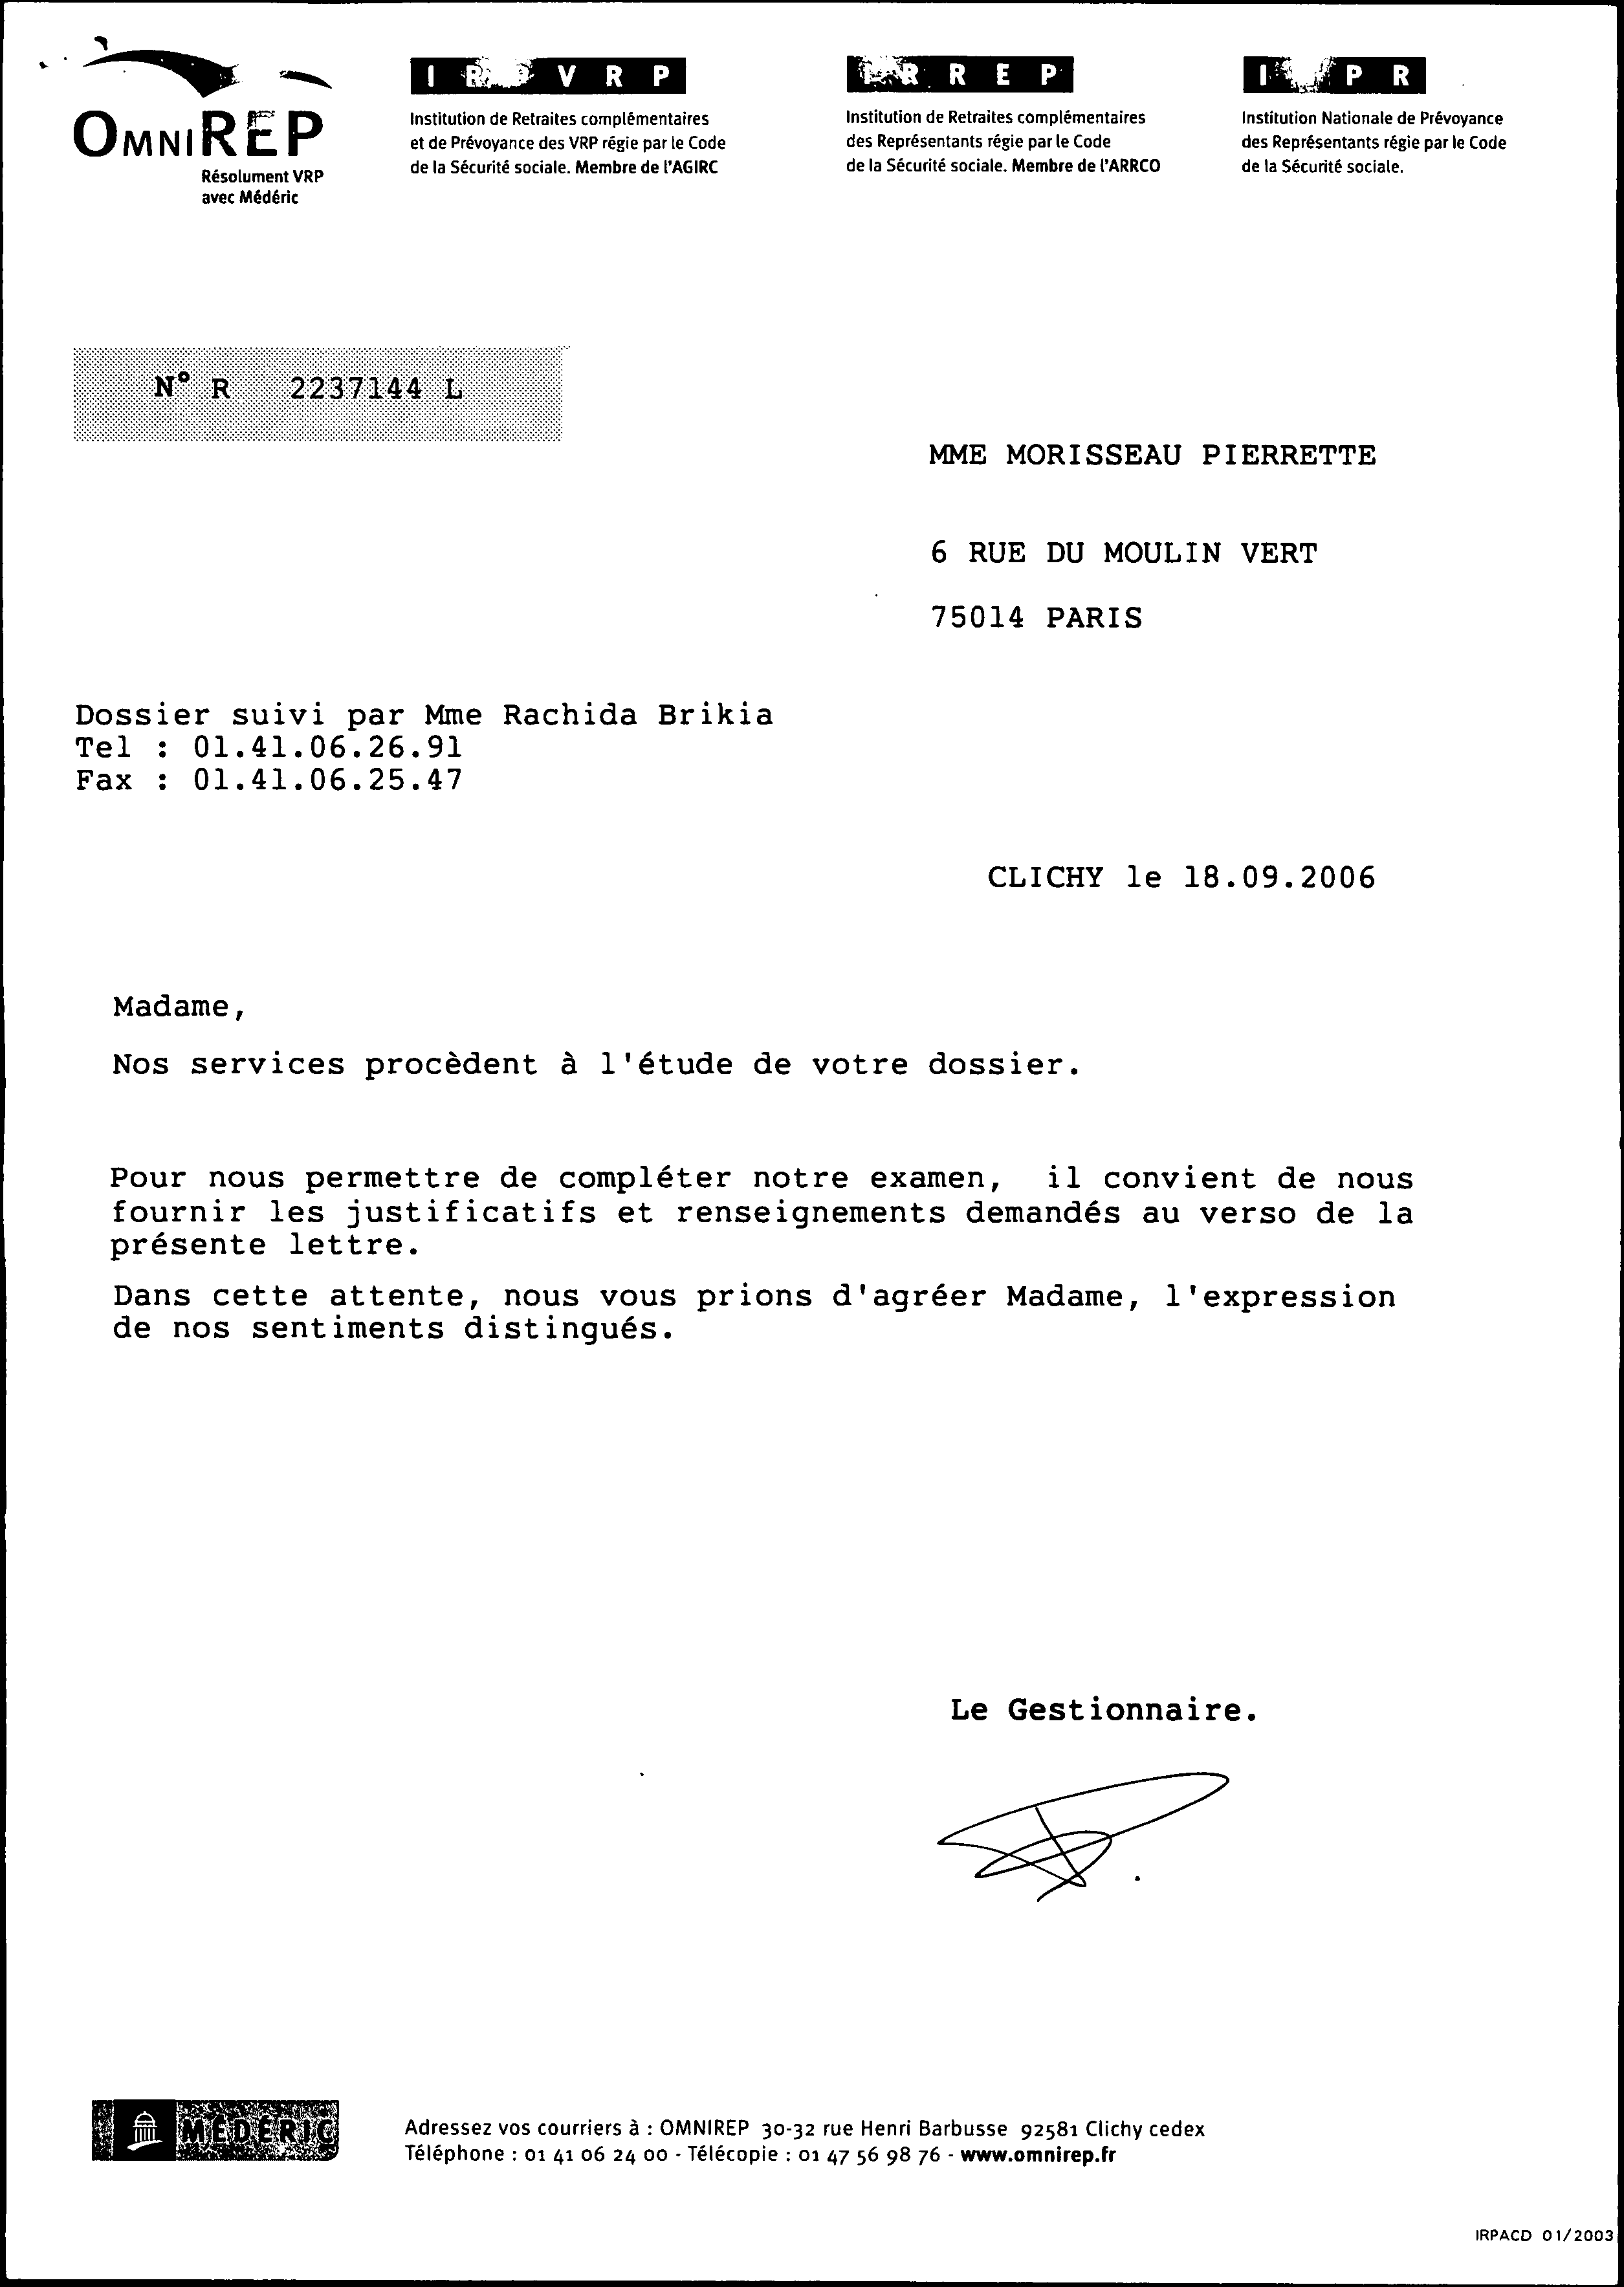 OMNIREP
Résolument VRP
avec Médéric
V R P
Institution de Retraites complémentaires
et de Prévoyance des VRP régie par le Code
de la Sécurité sociale. Membre de l'AGIRC
R E P
Institution de Retraites complémentaires
des Représentants régie par le Code
de la Sécurité sociale. Membre de l'ARRCO
P R
Institution Nationale de Prévoyance
des Représentants régie par le Code
de la Sécurité sociale.
N° R 2237144 L
MME MORISSEAU PIERRETTE
6 RUE DU MOULIN VERT
75014 PARIS
Dossier suivi par Mme Rachida Brikia
Tel : 01.41.06.26.91
Fax : 01.41.06.25.47
CLICHY le 18.09.2006
Madame,
Nos services procèdent à l'étude de votre dossier.
Pour nous permettre de compléter notre examen, il convient de nous
fournir les justificatifs et renseignements demandés au verso de la
présente lettre.
Dans cette attente, nous vous prions d'agréer Madame, l'expression
de nos sentiments distingués.
Le Gestionnaire.
MÉDÉRIC
Adressez vos courriers à : OMNIREP 30-32 rue Henri Barbusse 92581 Clichy cedex
Téléphone : 01 41 06 24 00 - Télécopie : 01 47 56 98 76 - www.omnirep.fr
IRPACD 01/2003